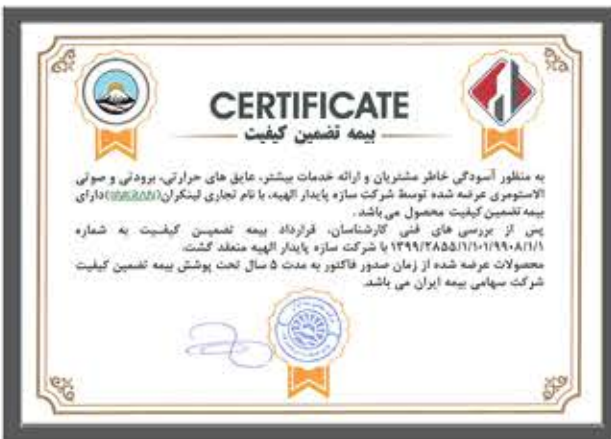 CERTIFICATE
بیمه تضمین کیفیت
به منظور آسودگی خاطر مشتریان و ارائه خدمات بیشتر، عایق های حرارتی، برودتی و صوتی
الاستومری عرضه شده توسط شرکت سازه پایدار الهیه، با نام تجاری لینکران(LINKRAN)دارای
بیمه تضمین کیفیت محصول می باشد.
پس از بررسی های فنی کارشناسان، قرارداد بیمه تضمین کیفیت به شماره
۱۳۹۹/۲۸۵۵/۱/۱۰۱/۹۹۰۸/۱/۱ با شرکت سازه پایدار الهیه منعقد گشت.
محصولات عرضه شده از زمان صدور فاکتور به مدت ۵ سال تحت پوشش بیمه تضمین کیفیت
شرکت سهامی بیمه ایران می باشد.